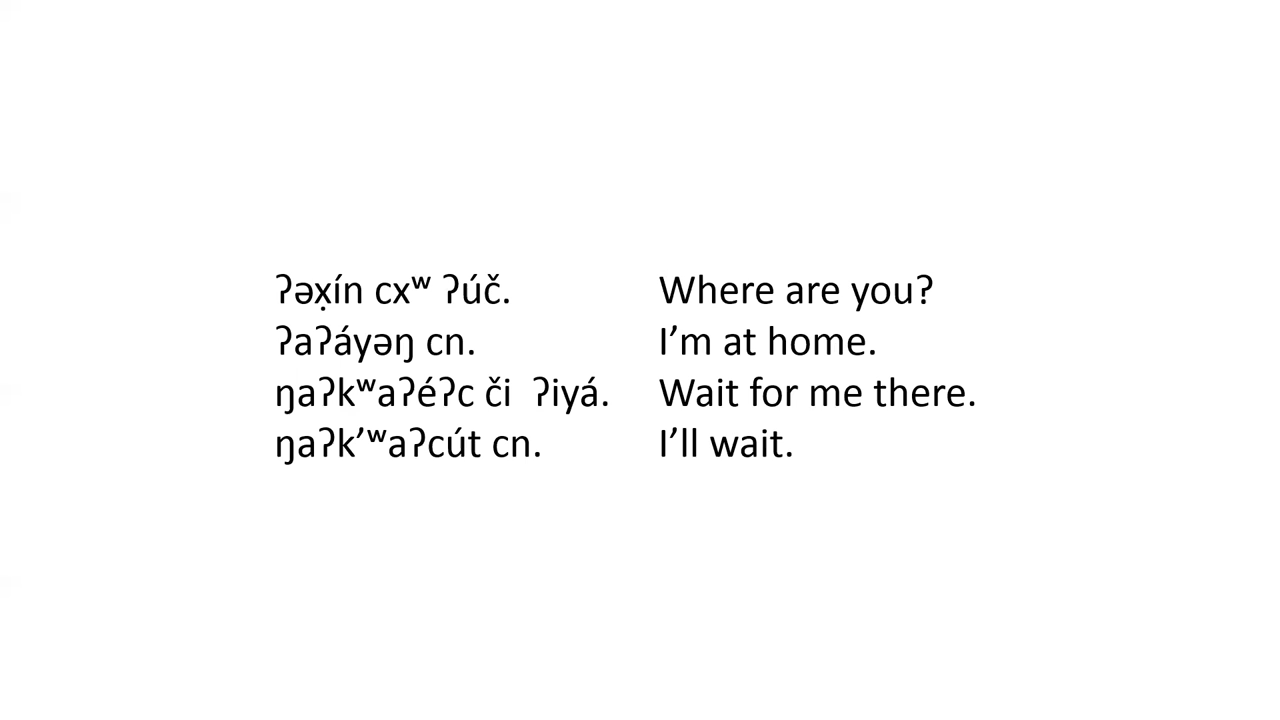 ʔəx̣ín cxʷ ʔúč. Where are you?
ʔaʔáyəŋ cn. I’m at home.
ŋaʔkʷaʔéʔc či  ʔiyá. Wait for me there.
ŋaʔk’ʷaʔcút cn. I’ll wait.